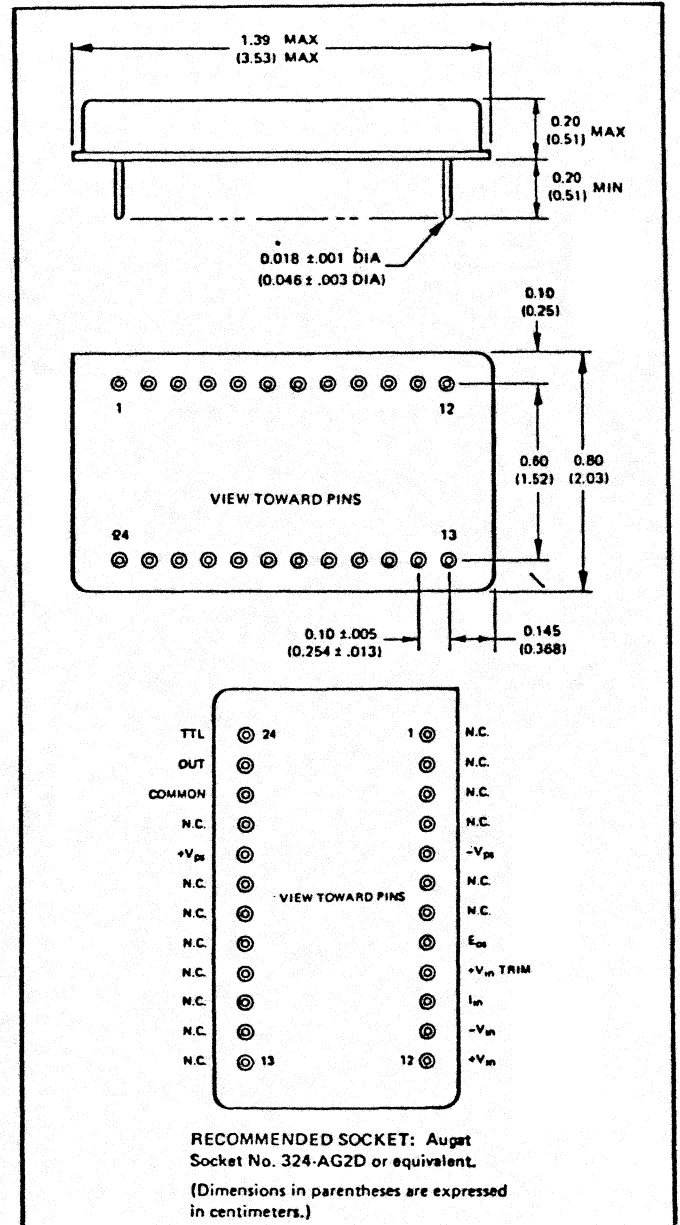 1.39 MAX
(3.53) MAX
0.20
(0.51) MAX
0.20
(0.51) MIN
0.018 ±.001 DIA
(0.046 ± .003 DIA)
0.10
(0.25)
1
12
0.60
(1.52)
0.80
(2.03)
VIEW TOWARD PINS
24
13
0.10 ±.005
(0.254 ± .013)
0.145
(0.368)
TTL 24 1 N.C.
OUT N.C.
COMMON N.C.
N.C. N.C.
+Vps -Vps
N.C. N.C.
VIEW TOWARD PINS
N.C. N.C.
N.C. Eos
N.C. +Vin TRIM
N.C. Iin
N.C. -Vin
N.C. 13 12 +Vin
RECOMMENDED SOCKET: Augat
Socket No. 324-AG2D or equivalent.
(Dimensions in parentheses are expressed
in centimeters.)